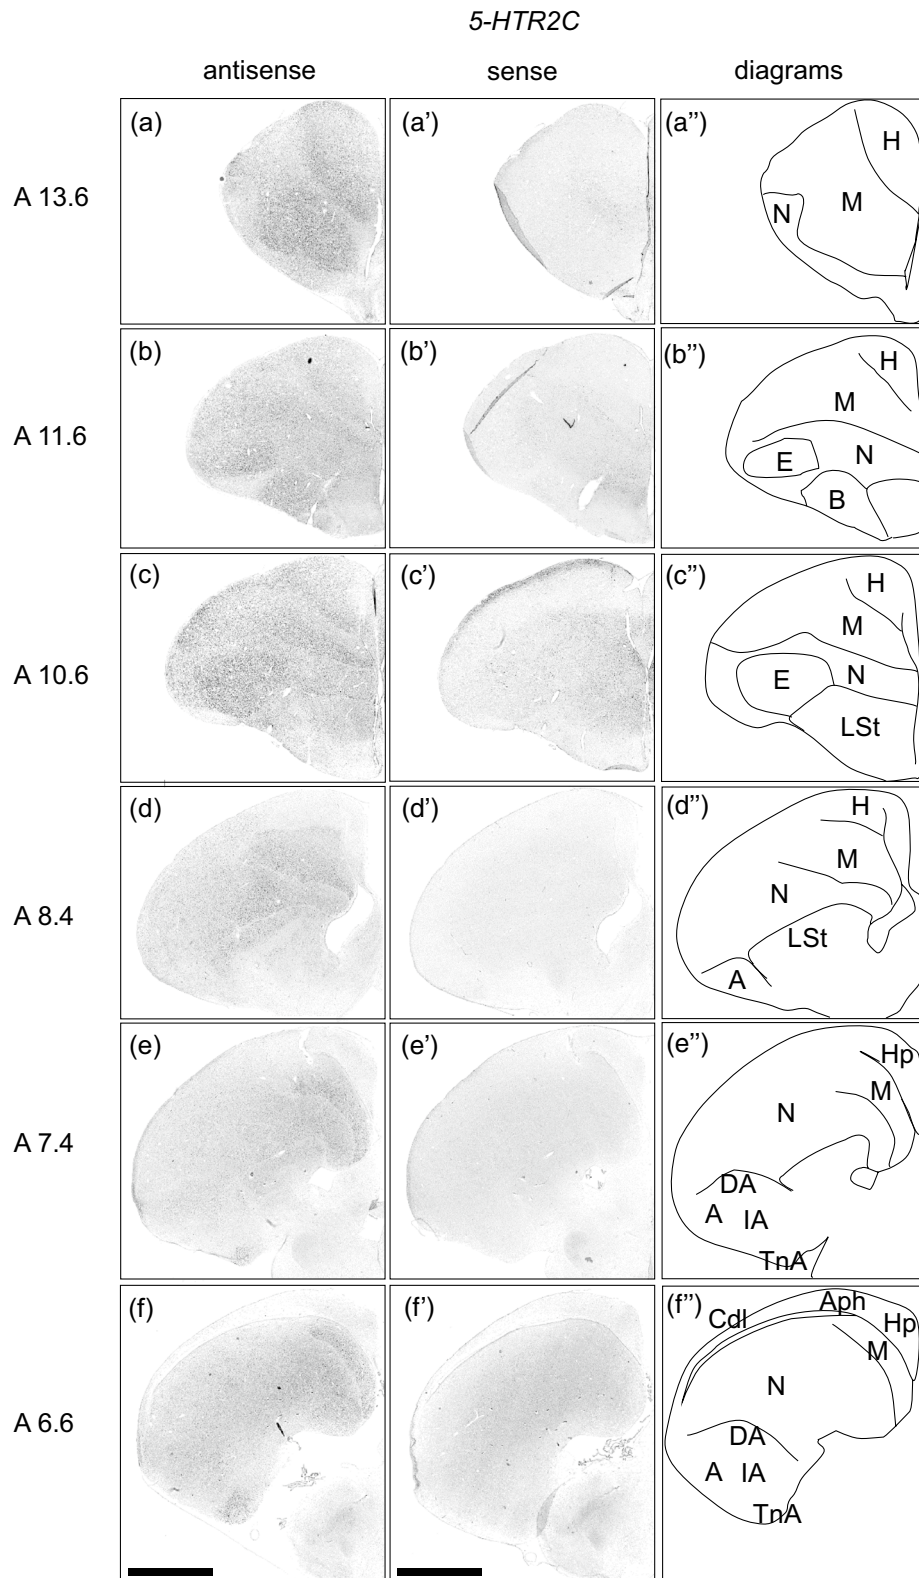 5-HTR2C
antisense sense diagrams
A 13.6 (a) (a') (a'') H M N
A 11.6 (b) (b') (b'') H M E N B
A 10.6 (c) (c') (c'') H M E N LSt
A 8.4 (d) (d') (d'') H M N LSt A
A 7.4 (e) (e') (e'') Hp M N DA A IA TnA
A 6.6 (f) (f') (f'') Cdl Aph Hp M N DA A IA TnA